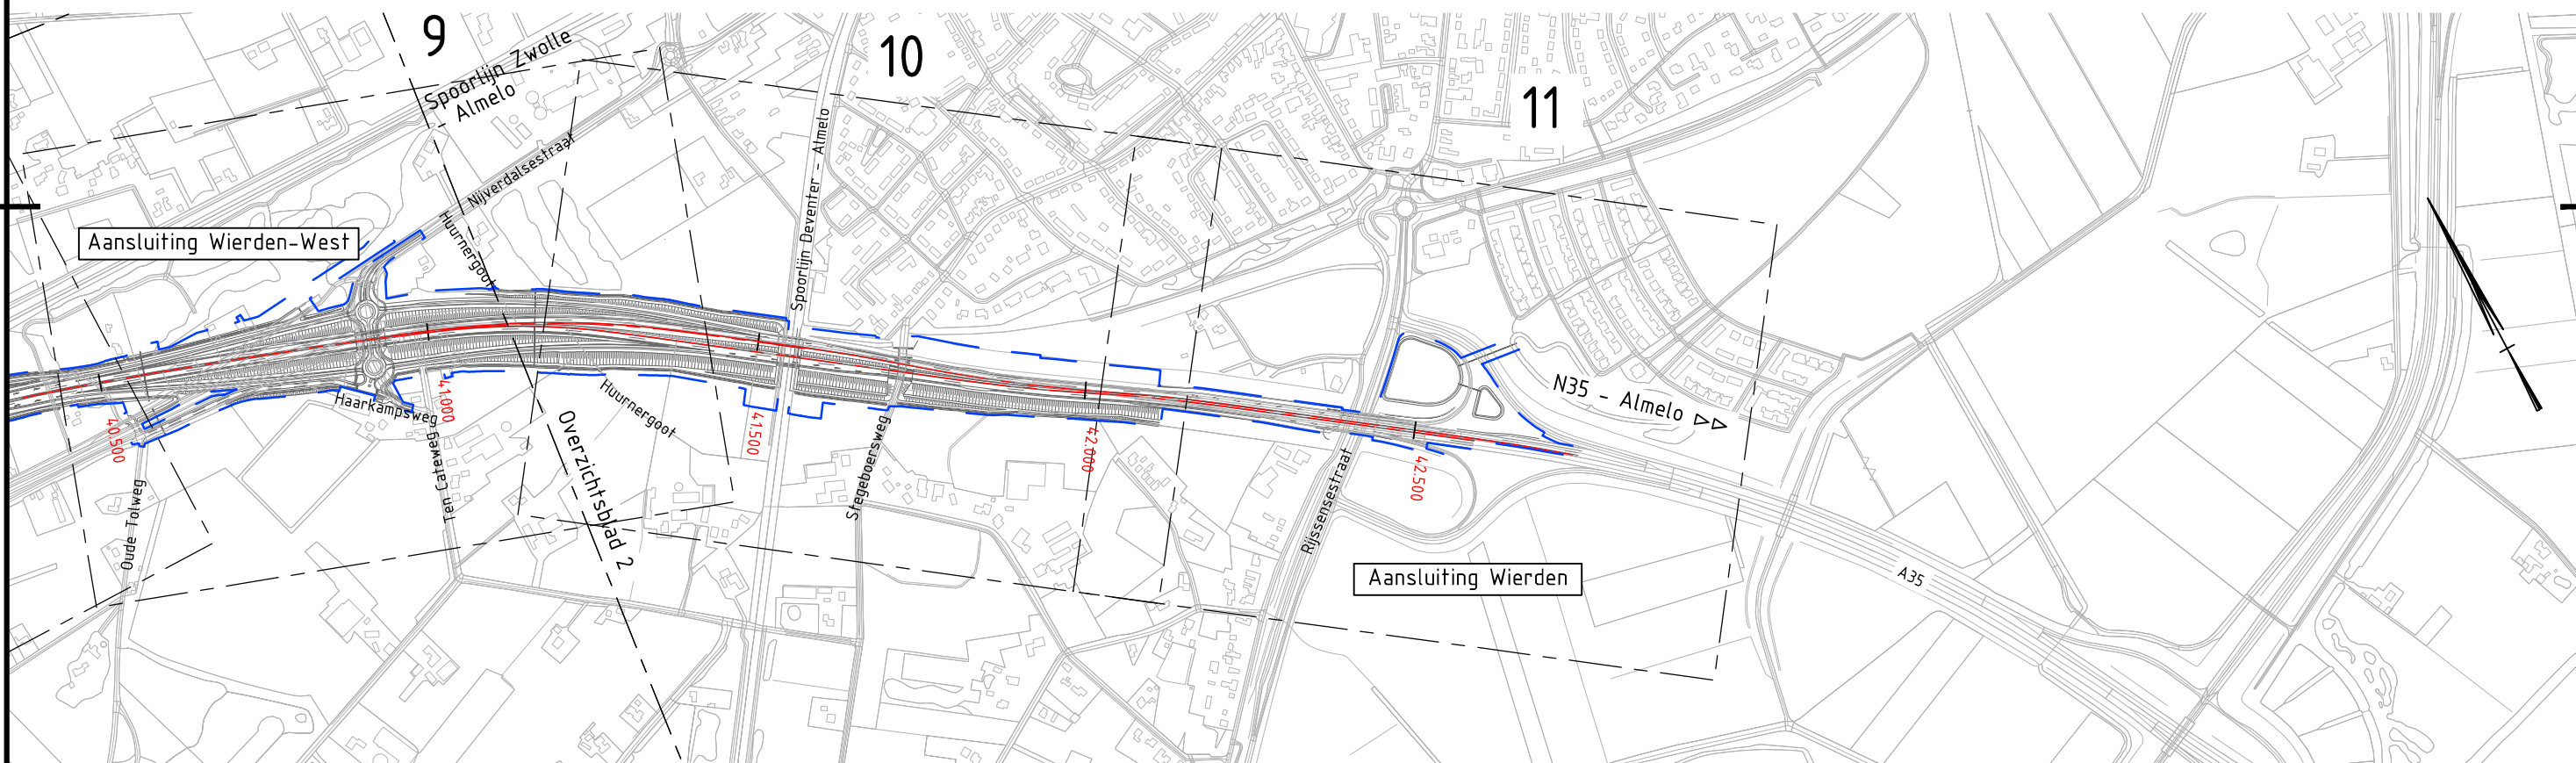 9
10
11
Spoorlijn Zwolle
- Almelo
Nijverdalsestraat
Huurnergoot
Spoorlijn Deventer - Almelo
Aansluiting Wierden-West
Haarkampsweg
41.000
40.500
Huurnergoot
41.500
42.000
42.500
N35 - Almelo
Oude Tolweg
Ten Cateweg
Overzichtsblad 2
Stegeboersweg
Rijssensestraat
Aansluiting Wierden
A35